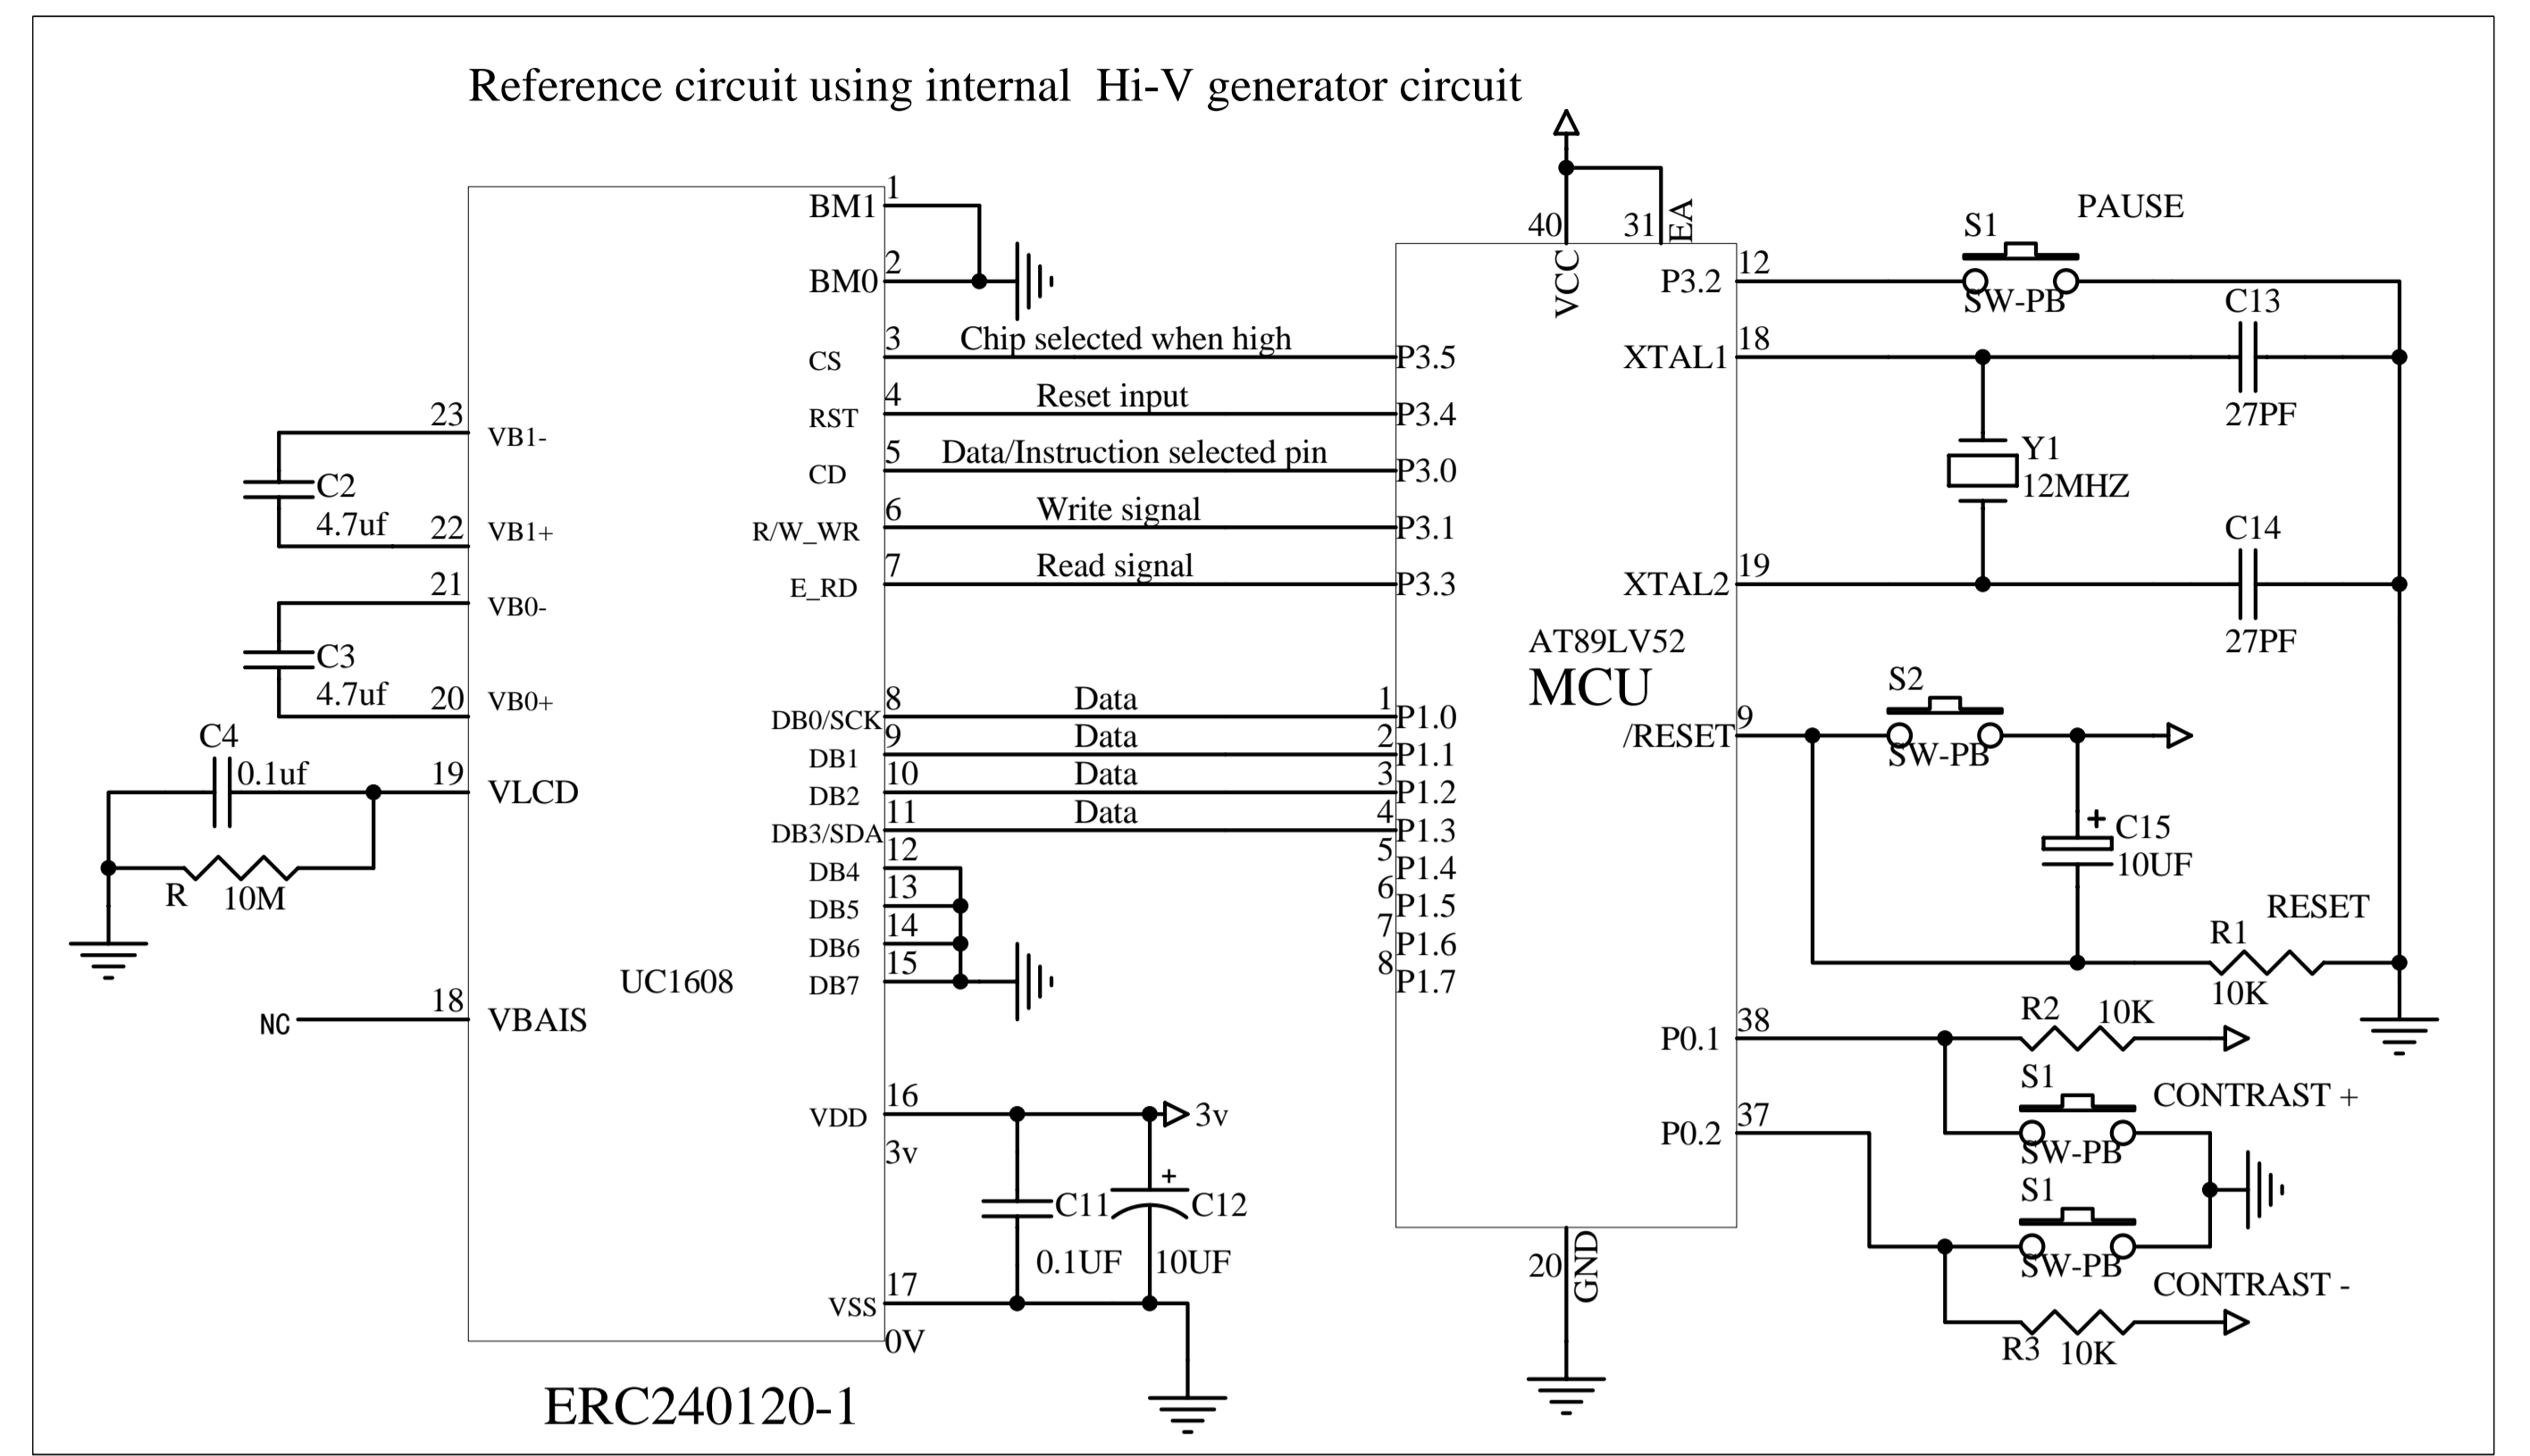 Reference circuit using internal  Hi-V generator circuit
1
BM1
2
BM0
3
CS
Chip selected when high
4
RST
Reset input
5
CD
Data/Instruction selected pin
6
R/W_WR
Write signal
7
E_RD
Read signal
8
DB0/SCK
Data
9
DB1
Data
10
DB2
Data
11
DB3/SDA
Data
12
DB4
13
DB5
14
DB6
15
DB7
16
VDD
3v
3v
17
VSS
0V
C11
0.1UF
+
C12
10UF
23
VB1-
C2
4.7uf
22
VB1+
21
VB0-
C3
4.7uf
20
VB0+
C4
0.1uf
19
VLCD
R
10M
18
VBAIS
NC
UC1608
ERC240120-1
40
VCC
31
EA
P3.5
P3.4
P3.0
P3.1
P3.3
AT89LV52
MCU
1
P1.0
2
P1.1
3
P1.2
4
P1.3
5
P1.4
6
P1.5
7
P1.6
8
P1.7
20
GND
P3.2
12
S1
SW-PB
PAUSE
XTAL1
18
C13
27PF
Y1
12MHZ
XTAL2
19
C14
27PF
/RESET
9
S2
SW-PB
+
C15
10UF
RESET
R1
10K
P0.1
38
R2
10K
S1
SW-PB
CONTRAST +
P0.2
37
S1
SW-PB
CONTRAST -
R3
10K